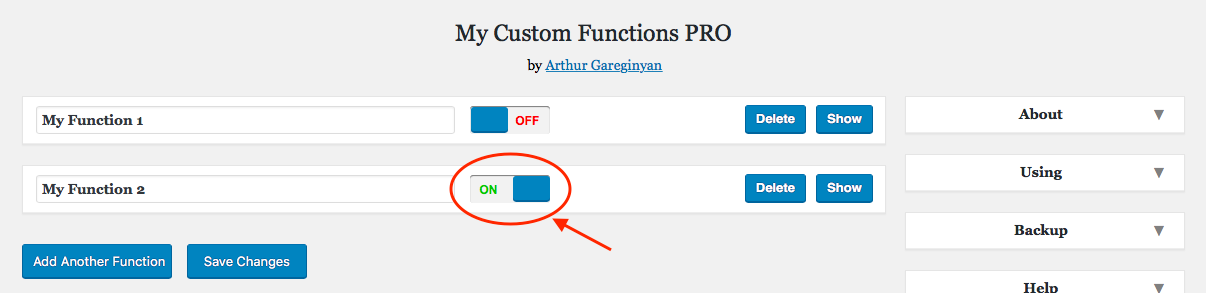 My Custom Functions PRO
by Arthur Gareginyan
My Function 1 OFF Delete Show
My Function 2 ON Delete Show
Add Another Function Save Changes
About
Using
Backup
Help